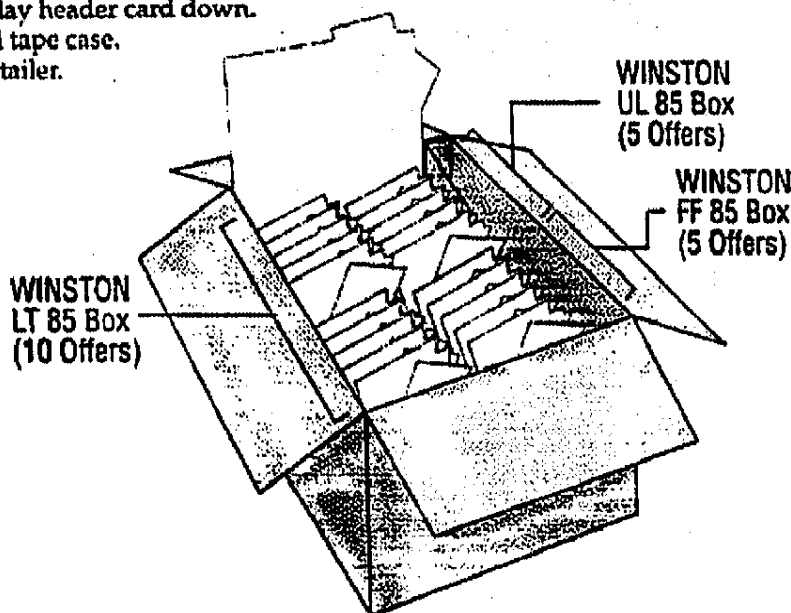 lay header card down.
tape case.
tailer.
WINSTON
UL 85 Box
(5 Offers)
WINSTON
FF 85 Box
(5 Offers)
WINSTON
LT 85 Box
(10 Offers)